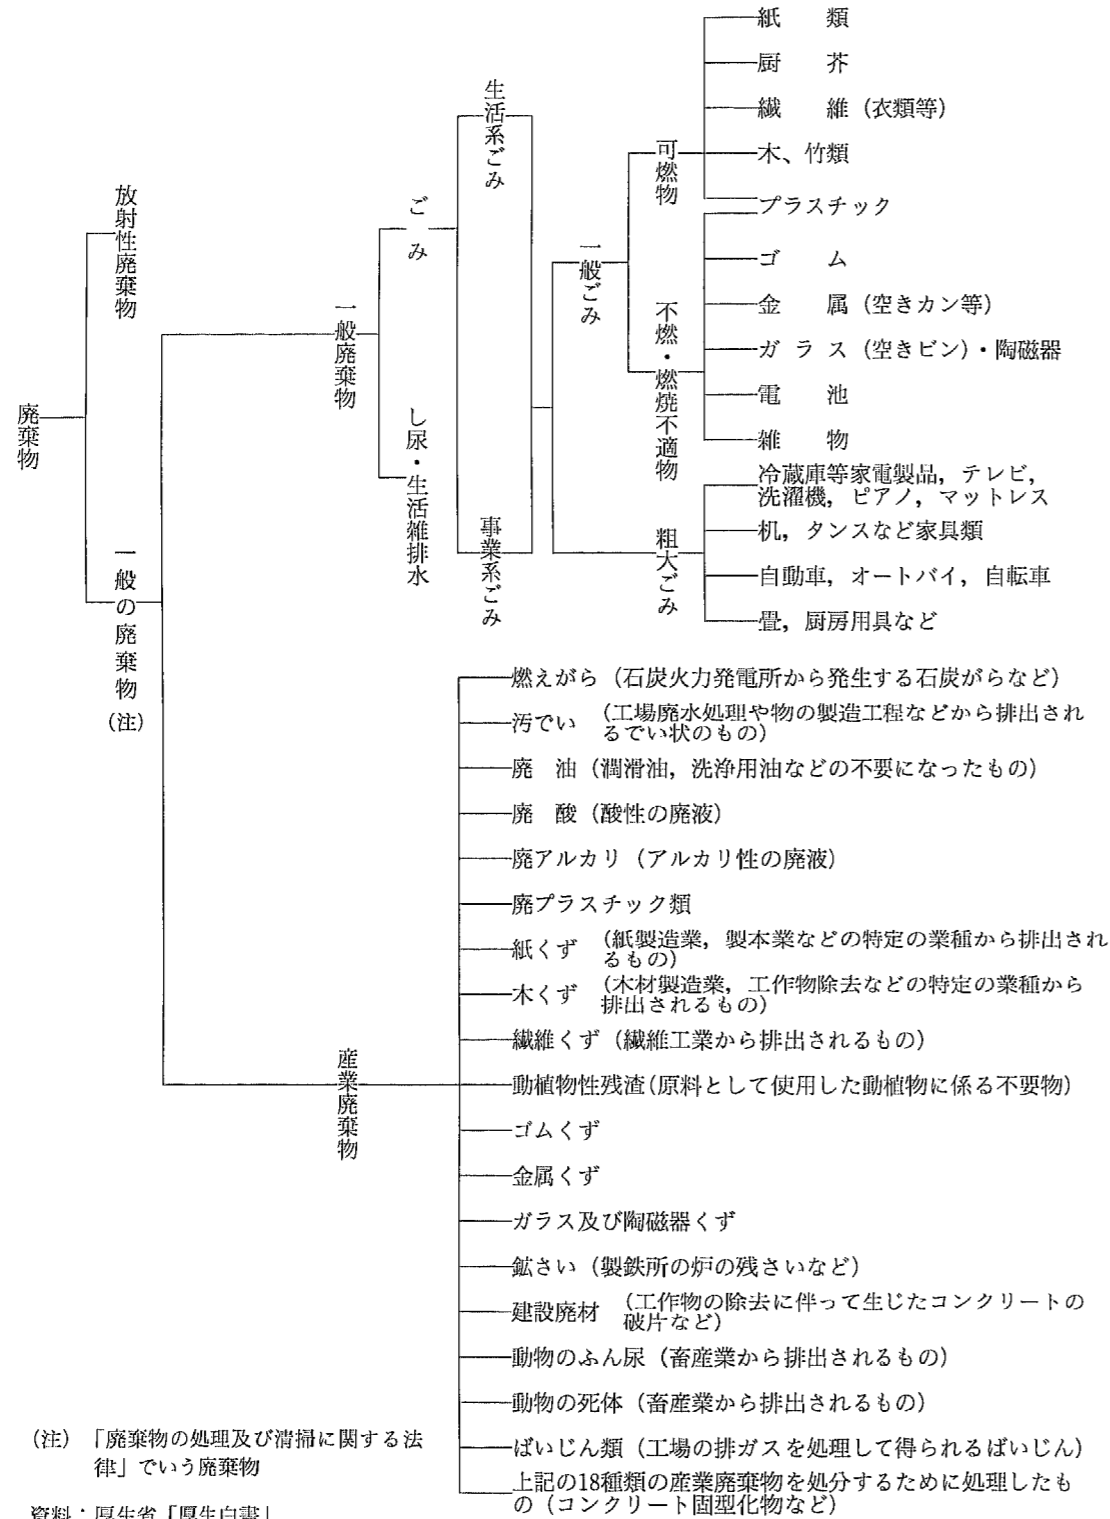 廃棄物
放射性廃棄物
一般の廃棄物
（注）
一般廃棄物
ごみ
し尿・生活雑排水
生活系ごみ
事業系ごみ
一般ごみ
可燃物
紙　類
厨　芥
繊　維（衣類等）
木、竹類
プラスチック
不燃・燃焼不適物
ゴ　ム
金　属（空きカン等）
ガ ラ ス（空きビン）・陶磁器
電　池
雑　物
粗大ごみ
冷蔵庫等家電製品，テレビ，
洗濯機，ピアノ，マットレス
机，タンスなど家具類
自動車，オートバイ，自転車
畳，厨房用具など
産業廃棄物
燃えがら（石炭火力発電所から発生する石炭がらなど）
汚でい（工場廃水処理や物の製造工程などから排出され
るでい状のもの）
廃　油（潤滑油，洗浄用油などの不要になったもの）
廃　酸（酸性の廃液）
廃アルカリ（アルカリ性の廃液）
廃プラスチック類
紙くず（紙製造業，製本業などの特定の業種から排出され
るもの）
木くず（木材製造業，工作物除去などの特定の業種から
排出されるもの）
繊維くず（繊維工業から排出されるもの）
動植物性残渣（原料として使用した動植物に係る不要物）
ゴムくず
金属くず
ガラス及び陶磁器くず
鉱さい（製鉄所の炉の残さいなど）
建設廃材（工作物の除去に伴って生じたコンクリートの
破片など）
動物のふん尿（畜産業から排出されるもの）
動物の死体（畜産業から排出されるもの）
ばいじん類（工場の排ガスを処理して得られるばいじん）
上記の18種類の産業廃棄物を処分するために処理したも
の（コンクリート固型化物など）
（注）「廃棄物の処理及び清掃に関する法
律」でいう廃棄物
資料：厚生省「厚生白書」